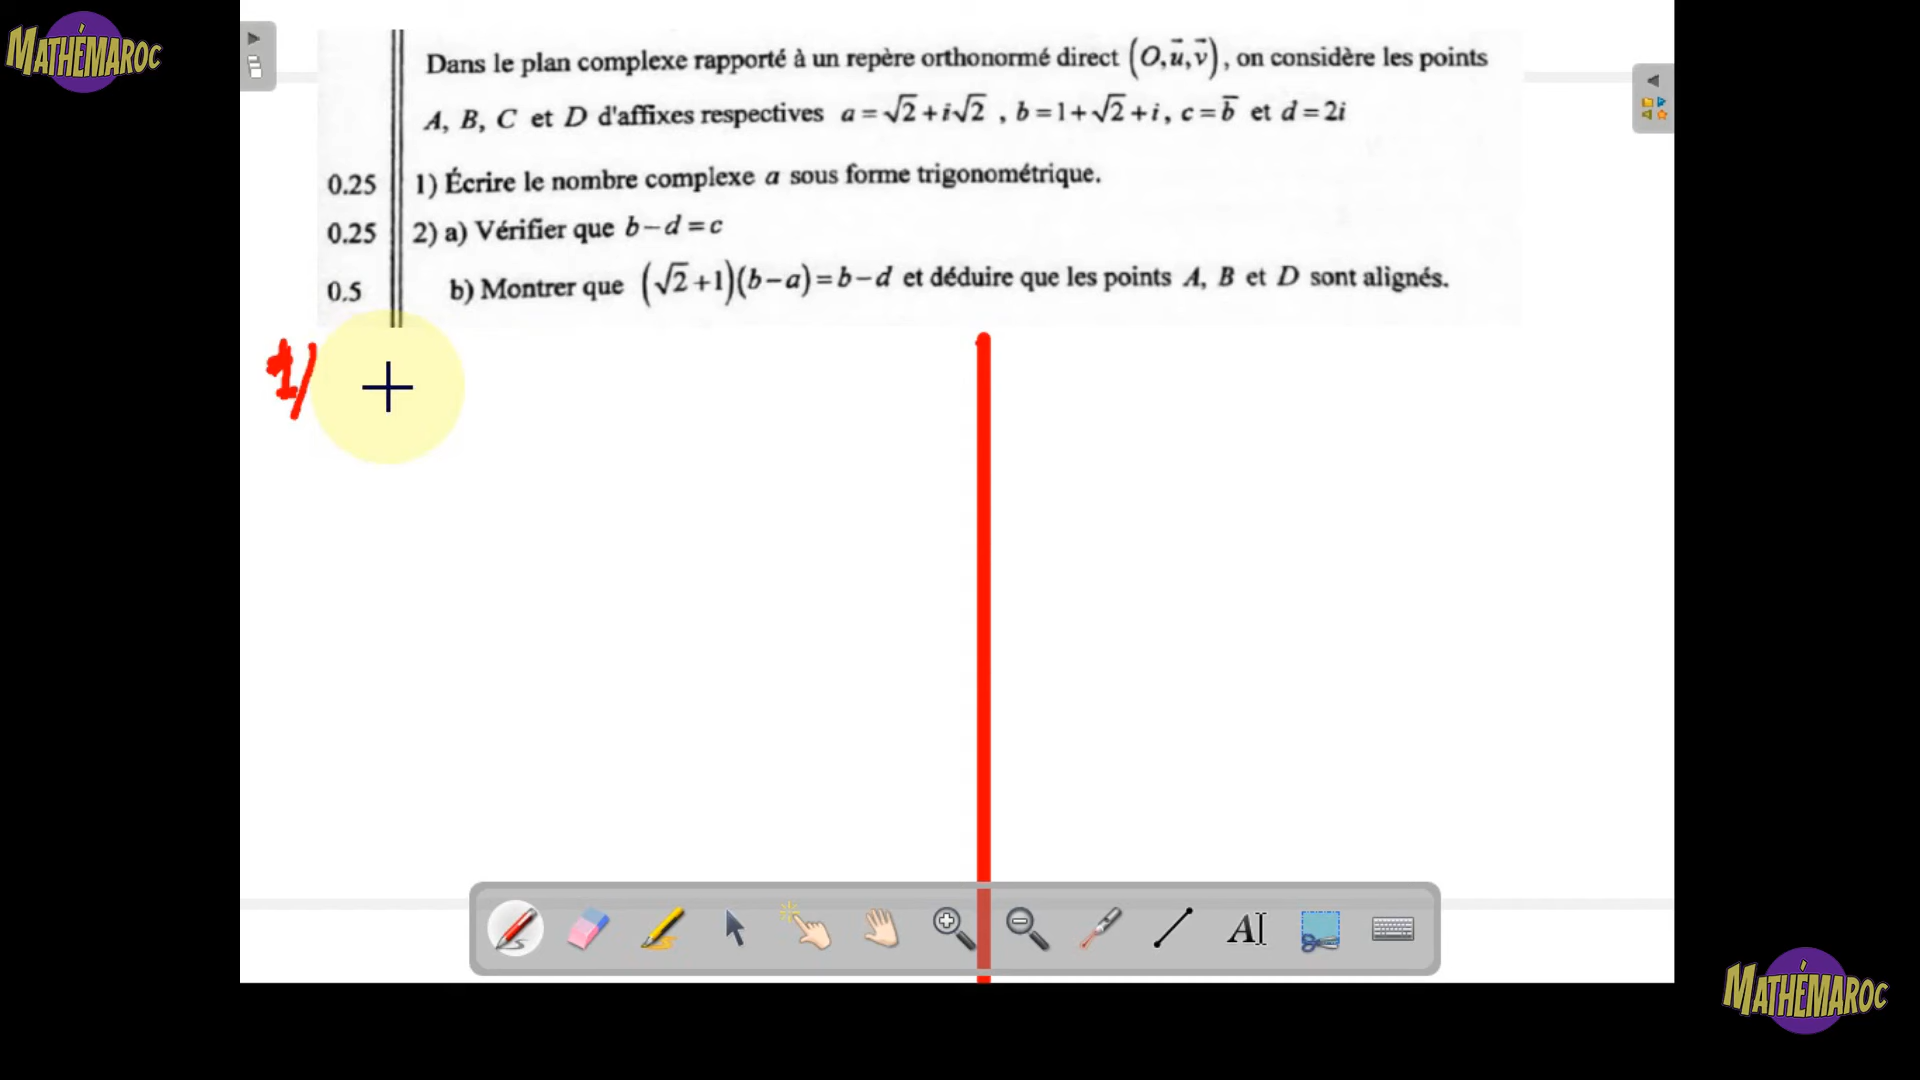 MATHÉMAROC
Dans le plan complexe rapporté à un repère orthonormé direct (O,u⃗,v⃗), on considère les points
A, B, C et D d'affixes respectives a=√2+i√2 , b=1+√2+i, c=b̅ et d=2i
0.25 1) Écrire le nombre complexe a sous forme trigonométrique.
0.25 2) a) Vérifier que b−d=c
0.5 b) Montrer que (√2+1)(b−a)=b−d et déduire que les points A, B et D sont alignés.
1/
AI
MATHÉMAROC